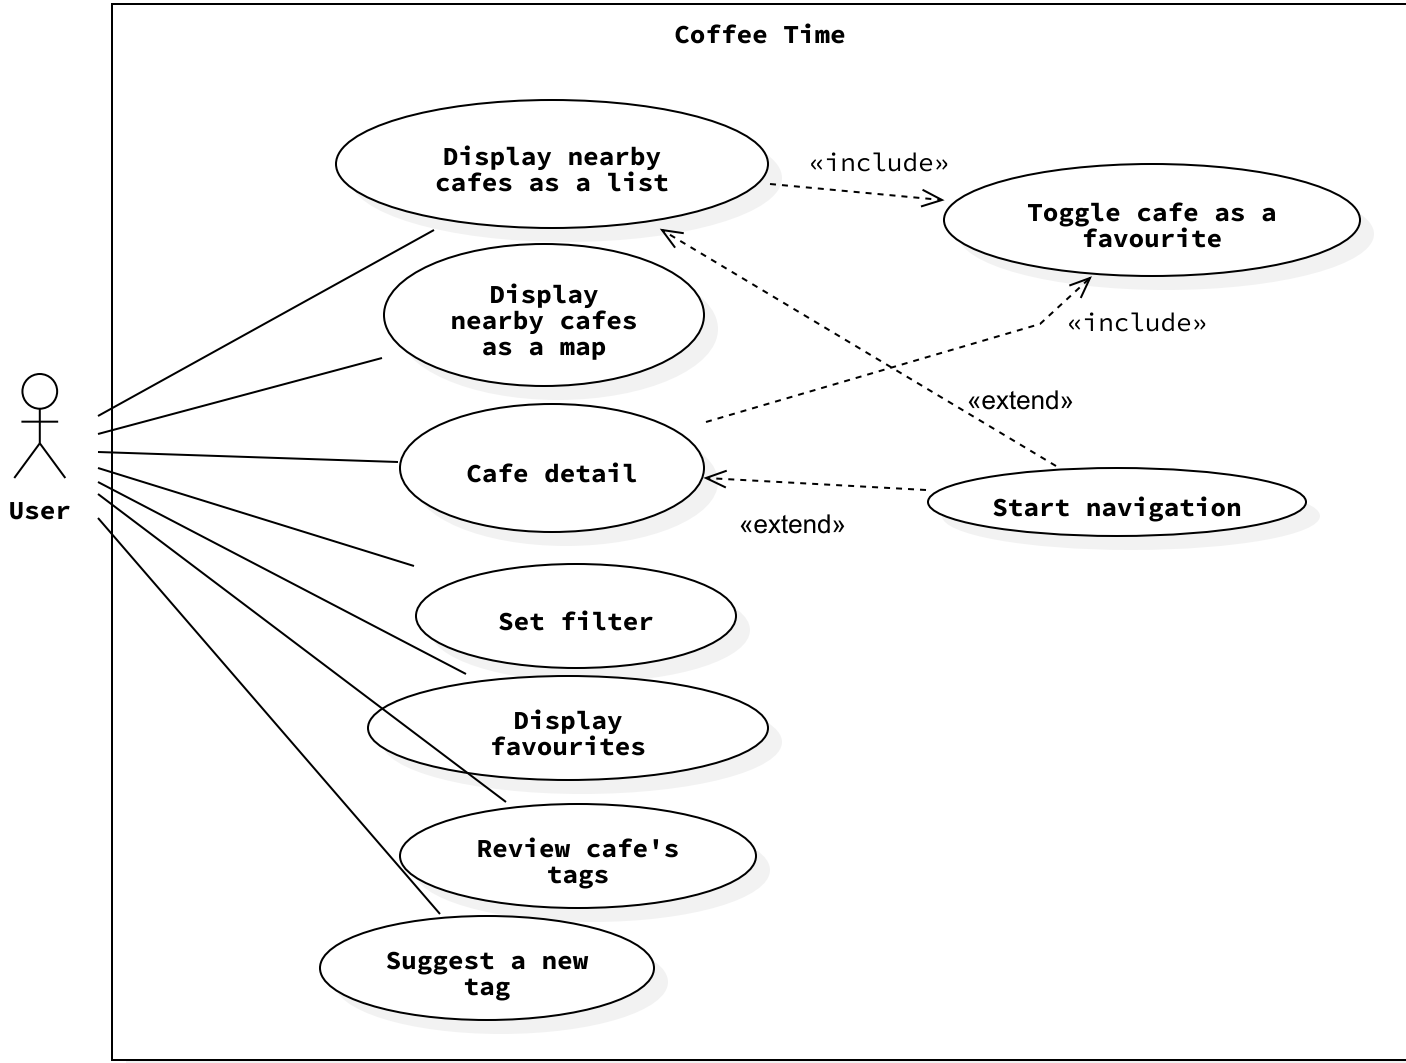 Coffee Time
Display nearby
cafes as a list
«include»
Toggle cafe as a
favourite
Display
nearby cafes
as a map
«include»
«extend»
Cafe detail
Start navigation
User
«extend»
Set filter
Display
favourites
Review cafe's
tags
Suggest a new
tag